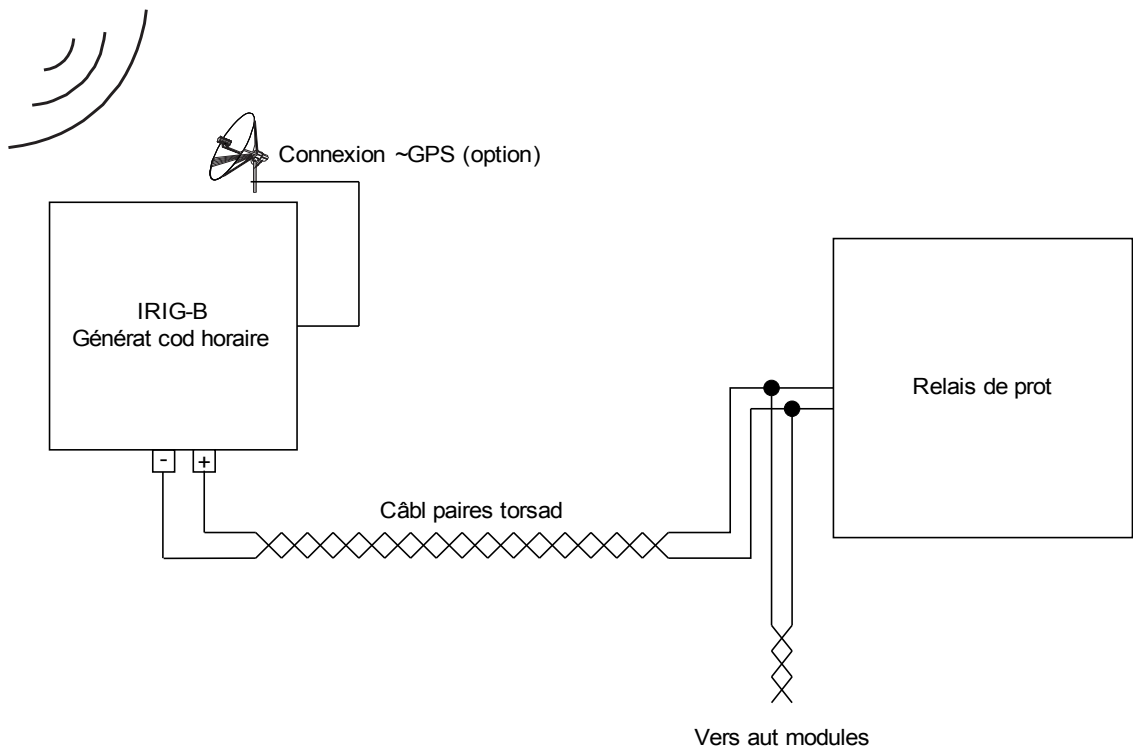 Connexion ~GPS (option)
IRIG-B
Générat cod horaire
Relais de prot
- +
Câbl paires torsad
Vers aut modules